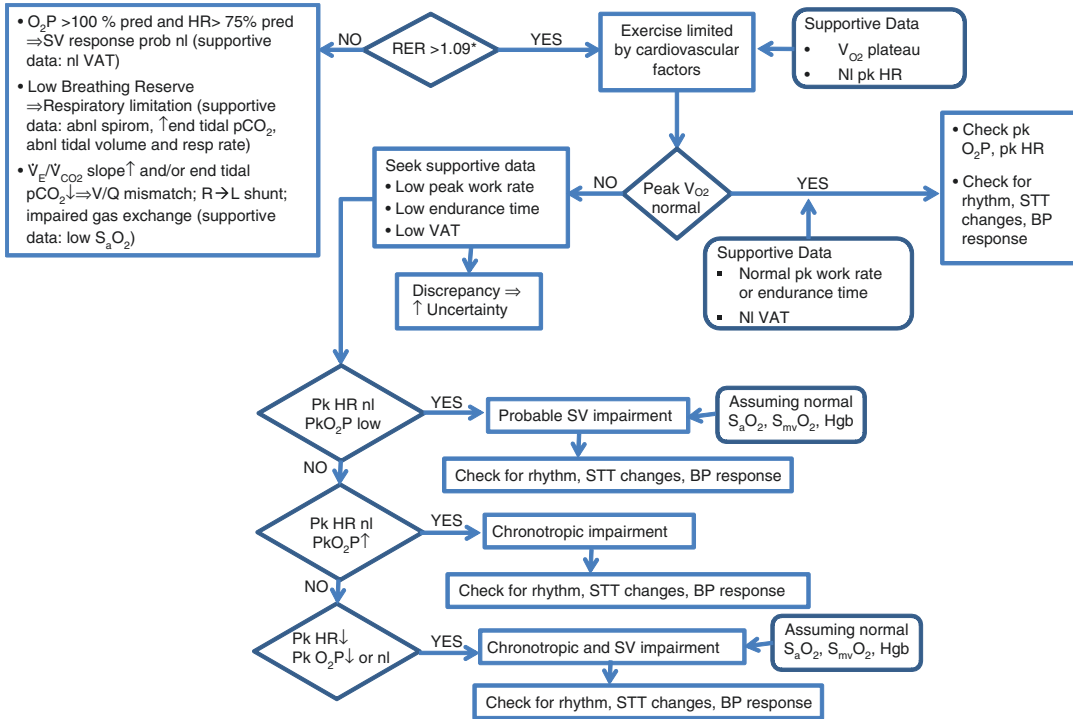 • O₂P >100 % pred and HR> 75% pred
⇒SV response prob nl (supportive
data: nl VAT)
• Low Breathing Reserve
⇒Respiratory limitation (supportive
data: abnl spirom, ↑end tidal pCO₂,
abnl tidal volume and resp rate)
• V̇E/V̇CO2 slope↑ and/or end tidal
pCO₂↓⇒V/Q mismatch; R→L shunt;
impaired gas exchange (supportive
data: low SaO₂)
NO
RER >1.09*
YES
Exercise limited
by cardiovascular
factors
Supportive Data
• VO2 plateau
• Nl pk HR
Seek supportive data
• Low peak work rate
• Low endurance time
• Low VAT
NO
Peak VO2
normal
YES
• Check pk
O₂P, pk HR
• Check for
rhythm, STT
changes, BP
response
Supportive Data
▪ Normal pk work rate
or endurance time
▪ Nl VAT
Discrepancy ⇒
↑ Uncertainty
Pk HR nl
PkO₂P low
YES
Probable SV impairment
Assuming normal
SaO₂, SmvO₂, Hgb
Check for rhythm, STT changes, BP response
NO
Pk HR nl
PkO₂P↑
YES
Chronotropic impairment
Check for rhythm, STT changes, BP response
NO
Pk HR↓
Pk O₂P↓ or nl
YES
Chronotropic and SV impairment
Assuming normal
SaO₂, SmvO₂, Hgb
Check for rhythm, STT changes, BP response